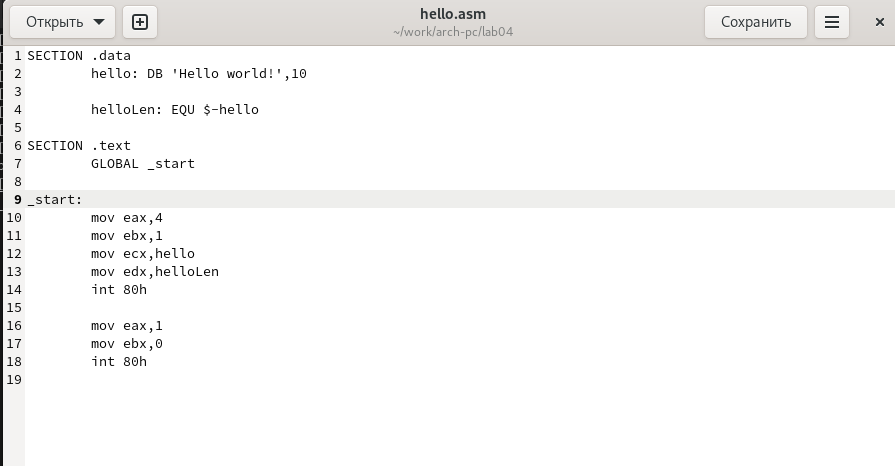 Открыть
hello.asm
~/work/arch-pc/lab04
Сохранить
1 SECTION .data
2         hello: DB 'Hello world!',10
3
4         helloLen: EQU $-hello
5
6 SECTION .text
7         GLOBAL _start
8
9 _start:
10         mov eax,4
11         mov ebx,1
12         mov ecx,hello
13         mov edx,helloLen
14         int 80h
15
16         mov eax,1
17         mov ebx,0
18         int 80h
19